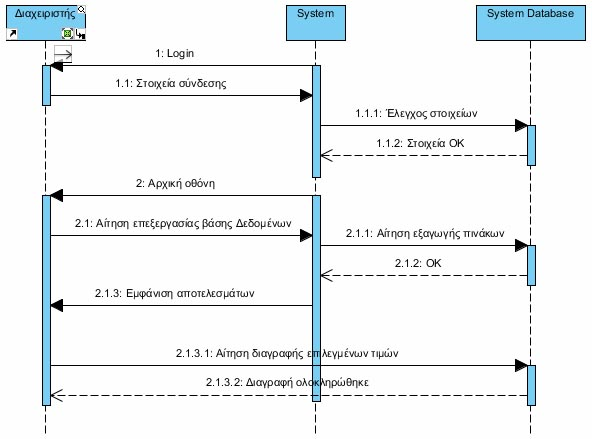 Διαχειριστής
System
System Database
1: Login
1.1: Στοιχεία σύνδεσης
1.1.1: Έλεγχος στοιχείων
1.1.2: Στοιχεία OK
2: Αρχική οθόνη
2.1: Αίτηση επεξεργασίας βάσης Δεδομένων
2.1.1: Αίτηση εξαγωγής πινάκων
2.1.2: OK
2.1.3: Εμφάνιση αποτελεσμάτων
2.1.3.1: Αίτηση διαγραφής επιλεγμένων τιμών
2.1.3.2: Διαγραφή ολοκληρώθηκε